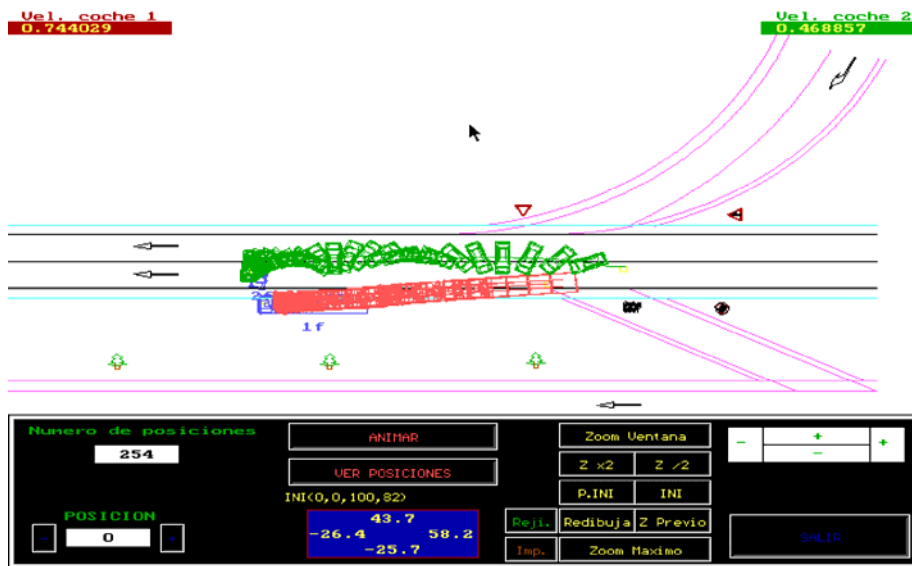 Vel. coche 1
0.744029
Vel. coche 2
0.468857
1f
Numero de posiciones
254
ANIMAR
VER POSICIONES
INI(0,0,100,82)
43.7
-26.4 58.2
-25.7
POSICION
- 0 +
Zoom Ventana
Z x2 Z /2
P.INI INI
Reji. Redibuja Z Previo
Imp. Zoom Maximo
- + +
-
SALIR